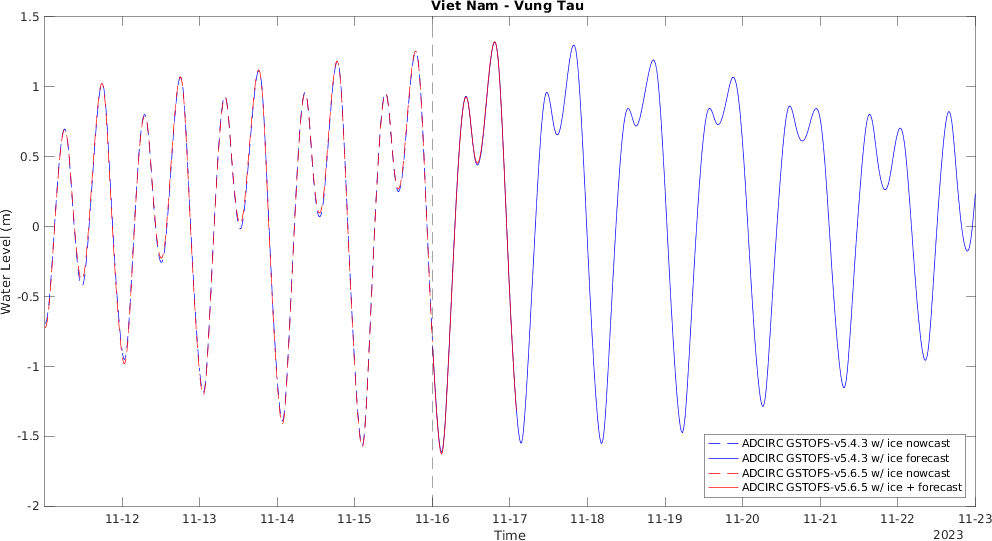 Viet Nam - Vung Tau
1.5
1
0.5
0
-0.5
-1
-1.5
-2
Water Level (m)
11-12 11-13 11-14 11-15 11-16 11-17 11-18 11-19 11-20 11-21 11-22 11-23
Time
2023
ADCIRC GSTOFS-v5.4.3 w/ ice nowcast
ADCIRC GSTOFS-v5.4.3 w/ ice forecast
ADCIRC GSTOFS-v5.6.5 w/ ice nowcast
ADCIRC GSTOFS-v5.6.5 w/ ice + forecast